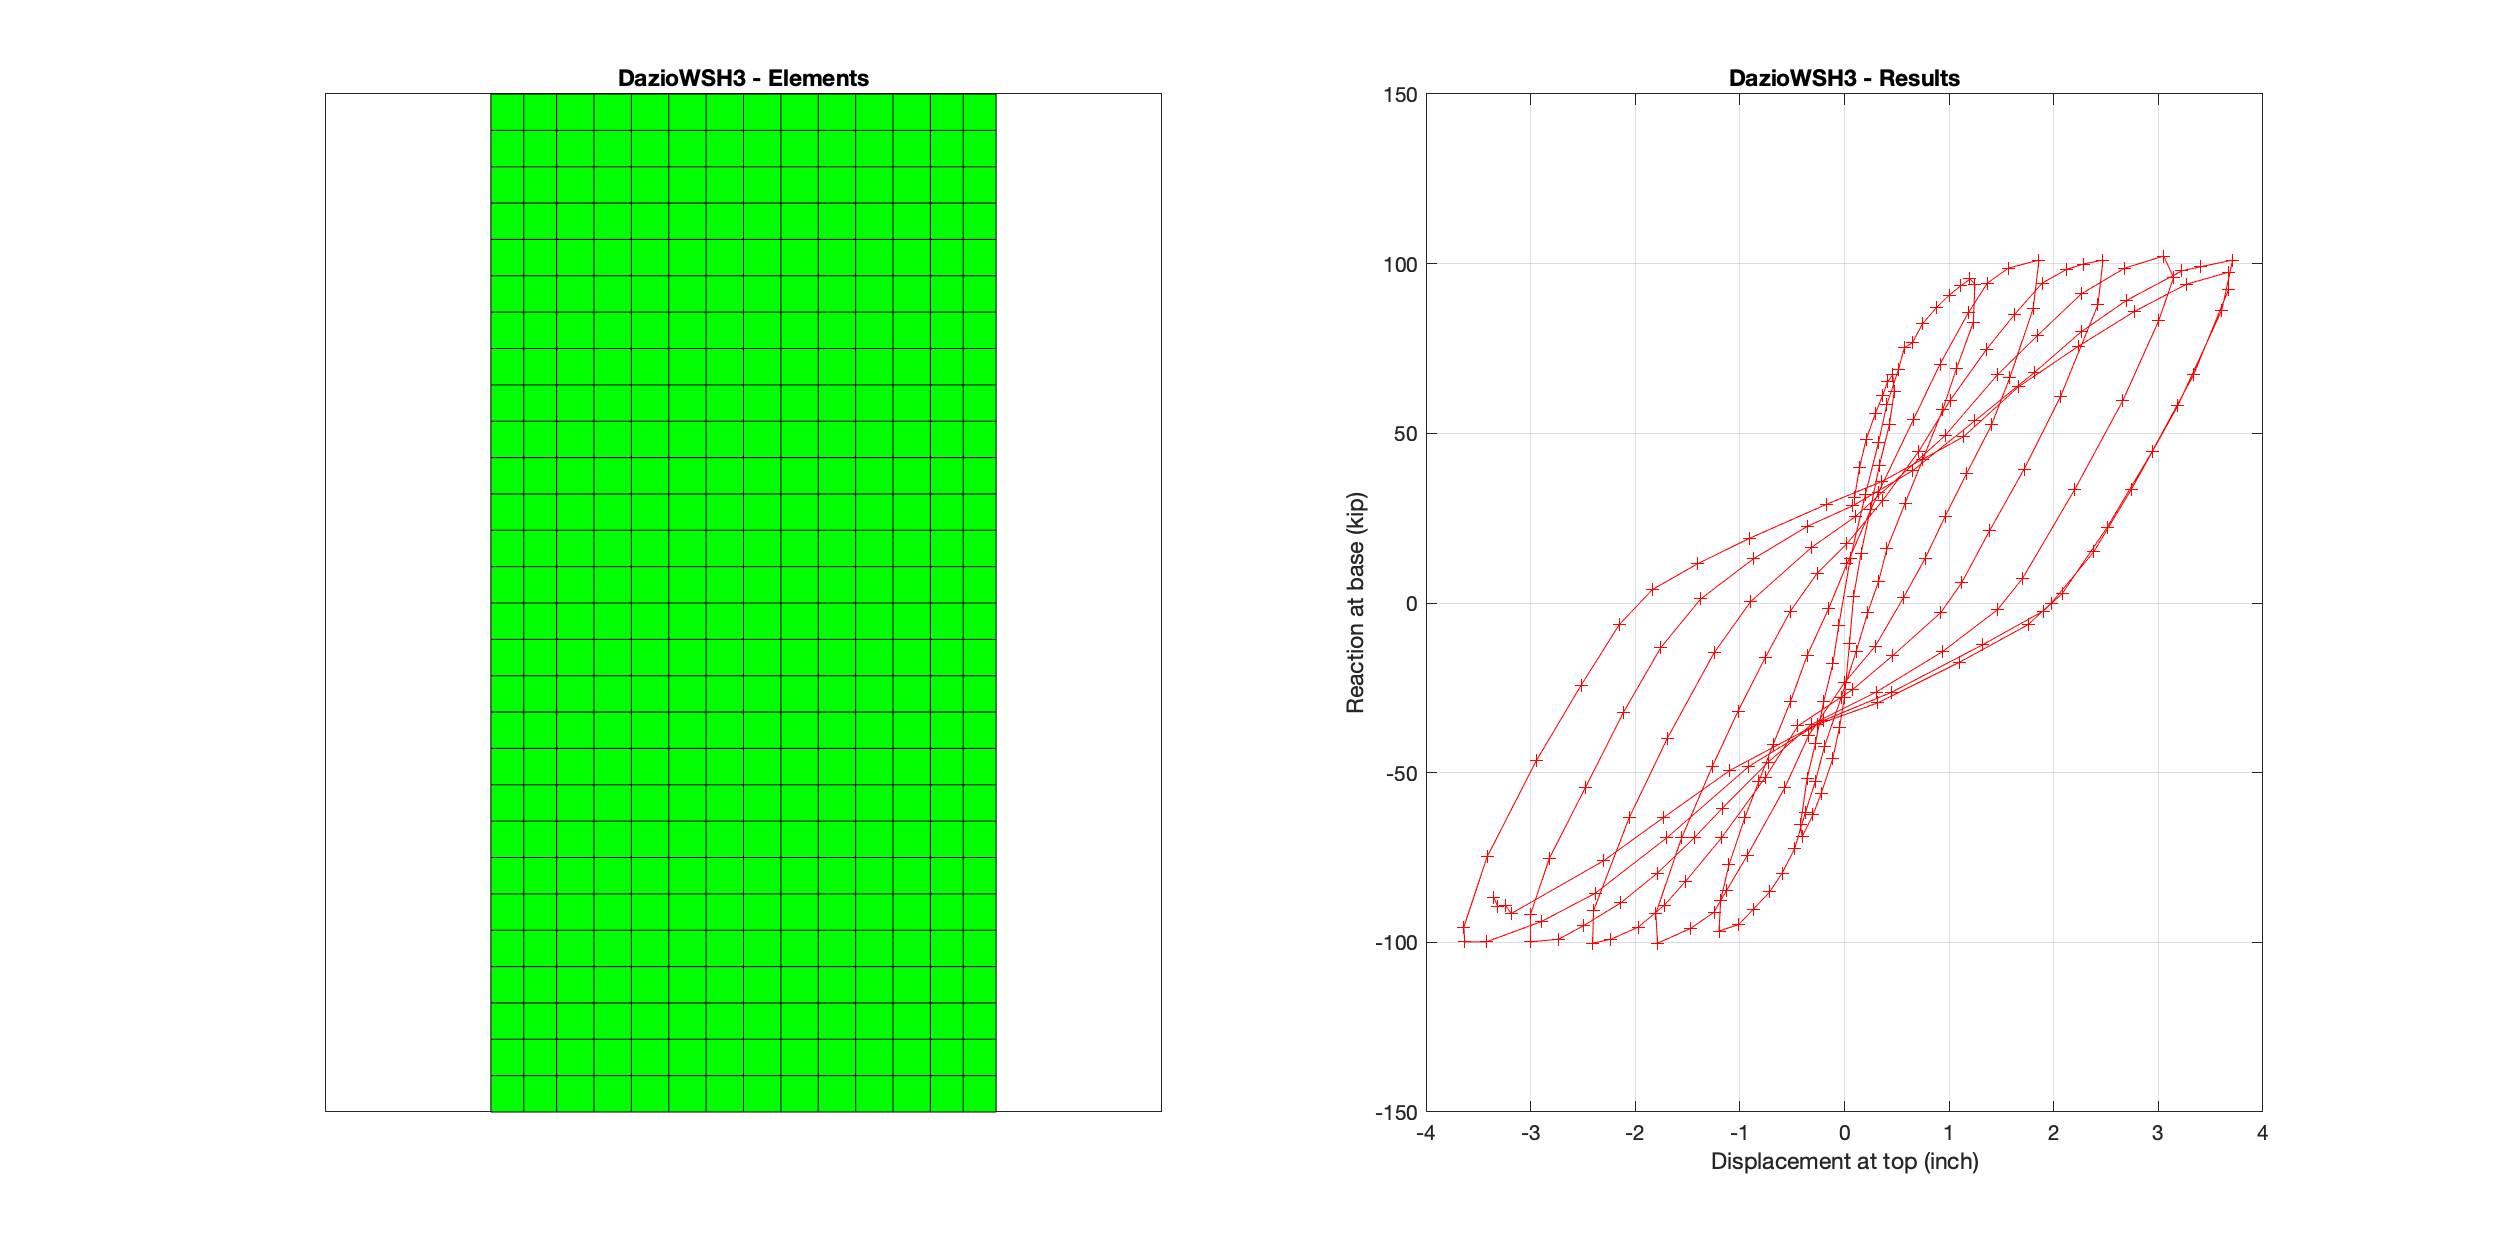 DazioWSH3 - Elements
DazioWSH3 - Results
150
100
50
0
-50
-100
-150
Reaction at base (kip)
-4 -3 -2 -1 0 1 2 3 4
Displacement at top (inch)